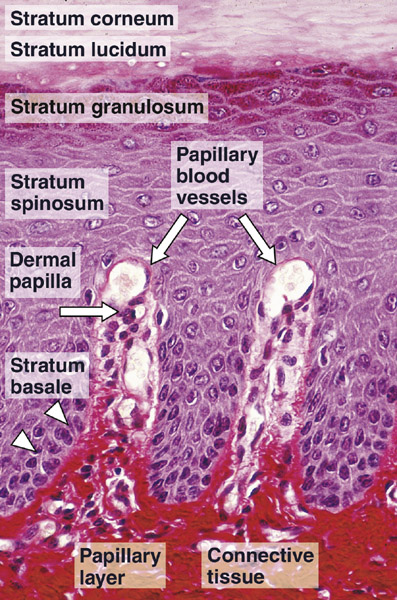 Stratum corneum
Stratum lucidum
Stratum granulosum
Papillary
blood
vessels
Stratum
spinosum
Dermal
papilla
Stratum
basale
Papillary
layer
Connective
tissue